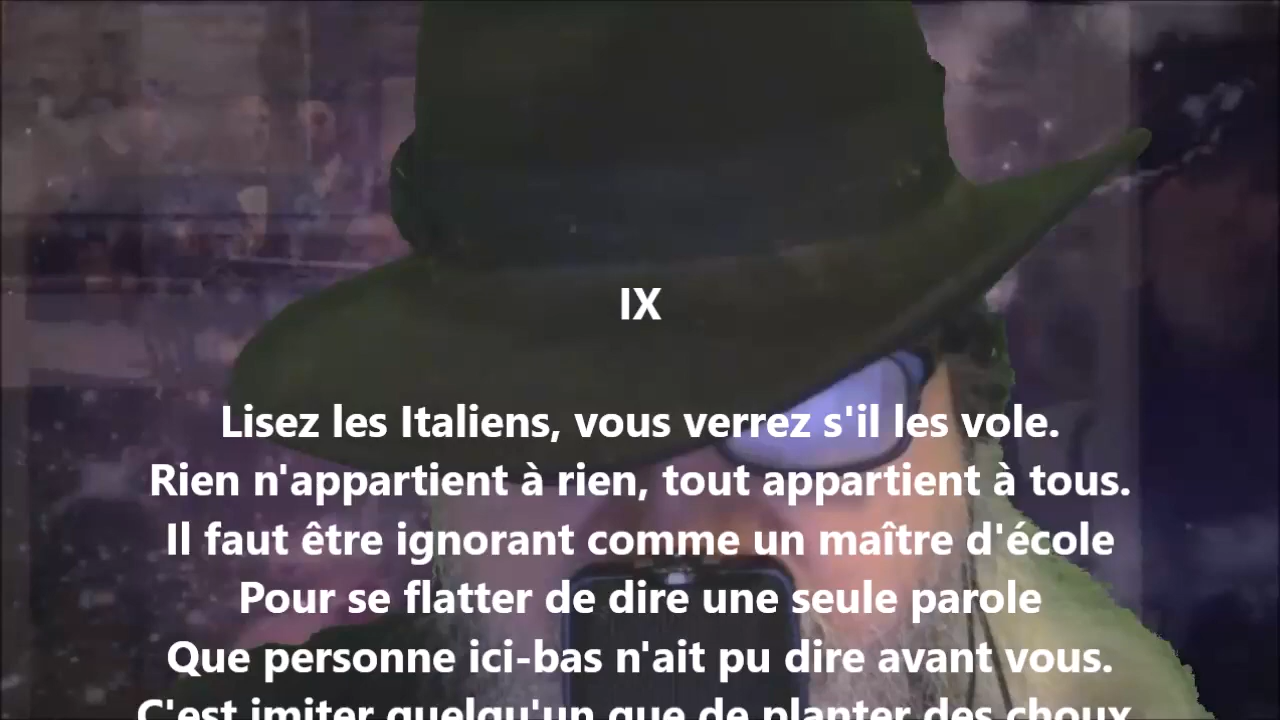 IX
Lisez les Italiens, vous verrez s'il les vole.
Rien n'appartient à rien, tout appartient à tous.
Il faut être ignorant comme un maître d'école
Pour se flatter de dire une seule parole
Que personne ici-bas n'ait pu dire avant vous.
C'est imiter quelqu'un que de planter des choux.